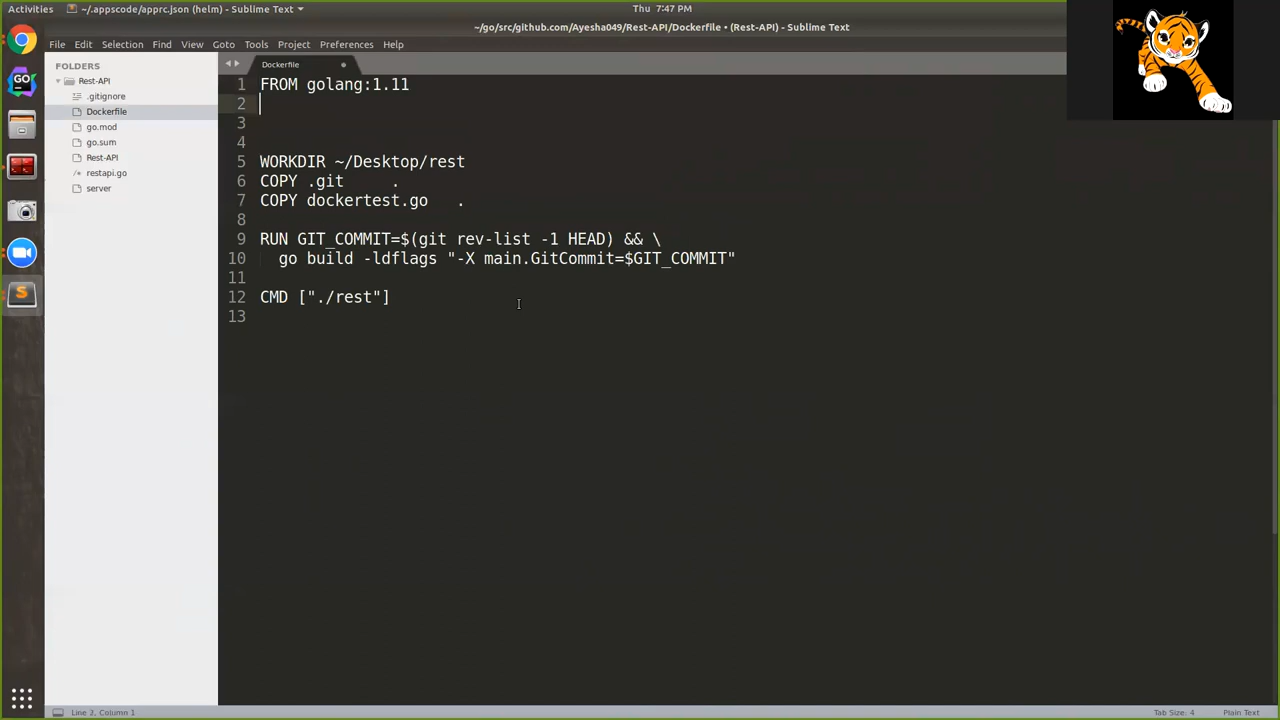 Activities
~/.appscode/apprc.json (helm) - Sublime Text
Thu 7:47 PM
~/go/src/github.com/Ayesha049/Rest-API/Dockerfile • (Rest-API) - Sublime Text
File Edit Selection Find View Goto Tools Project Preferences Help
FOLDERS
Rest-API
.gitignore
Dockerfile
go.mod
go.sum
Rest-API
restapi.go
server
Dockerfile
1 FROM golang:1.11
2
3
4
5 WORKDIR ~/Desktop/rest
6 COPY .git .
7 COPY dockertest.go .
8
9 RUN GIT_COMMIT=$(git rev-list -1 HEAD) && \
10 go build -ldflags "-X main.GitCommit=$GIT_COMMIT"
11
12 CMD ["./rest"]
13
GO
Line 2, Column 1
Tab Size: 4
Plain Text